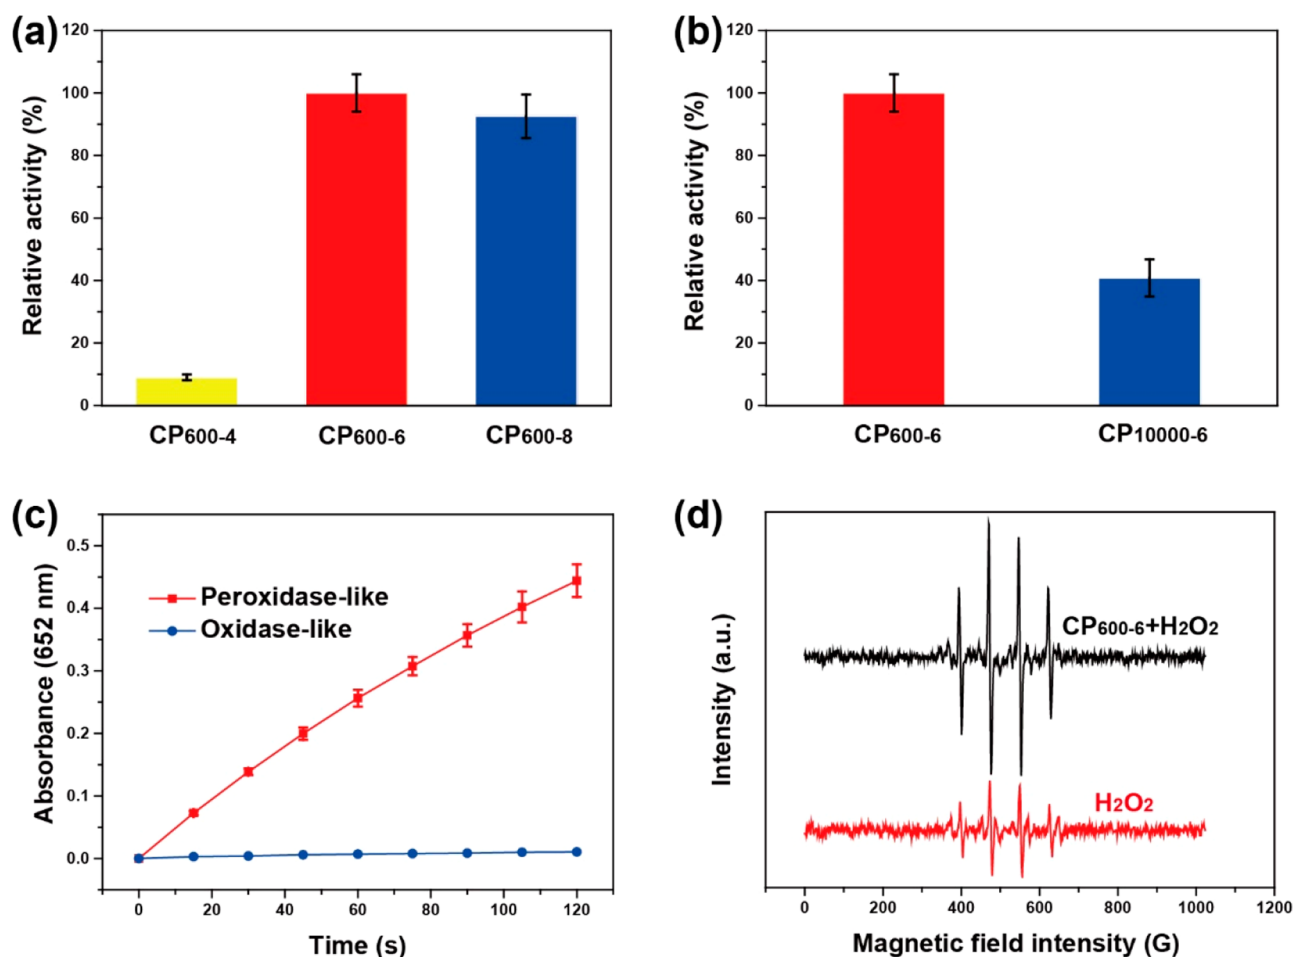 (a)
Relative activity (%)
120
100
80
60
40
20
0
CP600-4
CP600-6
CP600-8
(b)
Relative activity (%)
120
100
80
60
40
20
0
CP600-6
CP10000-6
(c)
Absorbance (652 nm)
0.5
0.4
0.3
0.2
0.1
0.0
Peroxidase-like
Oxidase-like
0 20 40 60 80 100 120
Time (s)
(d)
Intensity (a.u.)
CP600-6+H2O2
H2O2
0 200 400 600 800 1000 1200
Magnetic field intensity (G)